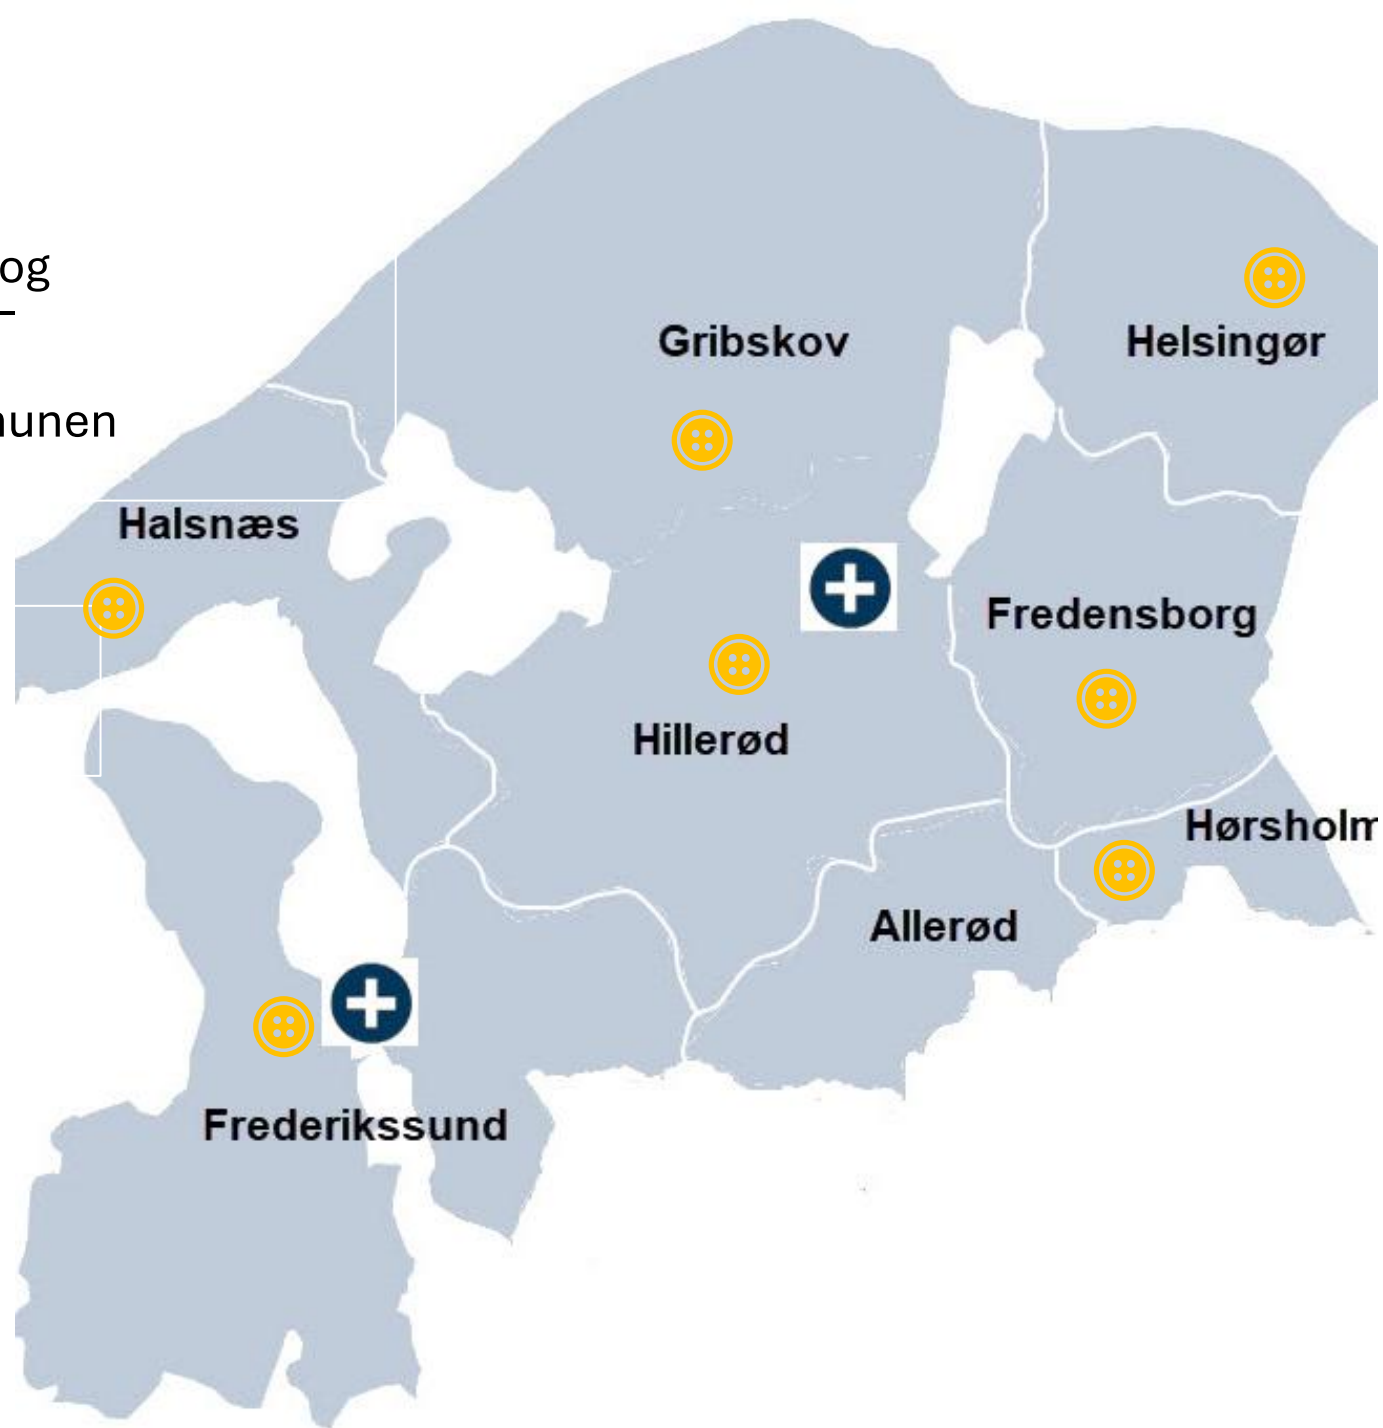 og
–
unen
Gribskov
Helsingør
Halsnæs
Fredensborg
Hillerød
Hørsholm
Allerød
Frederikssund